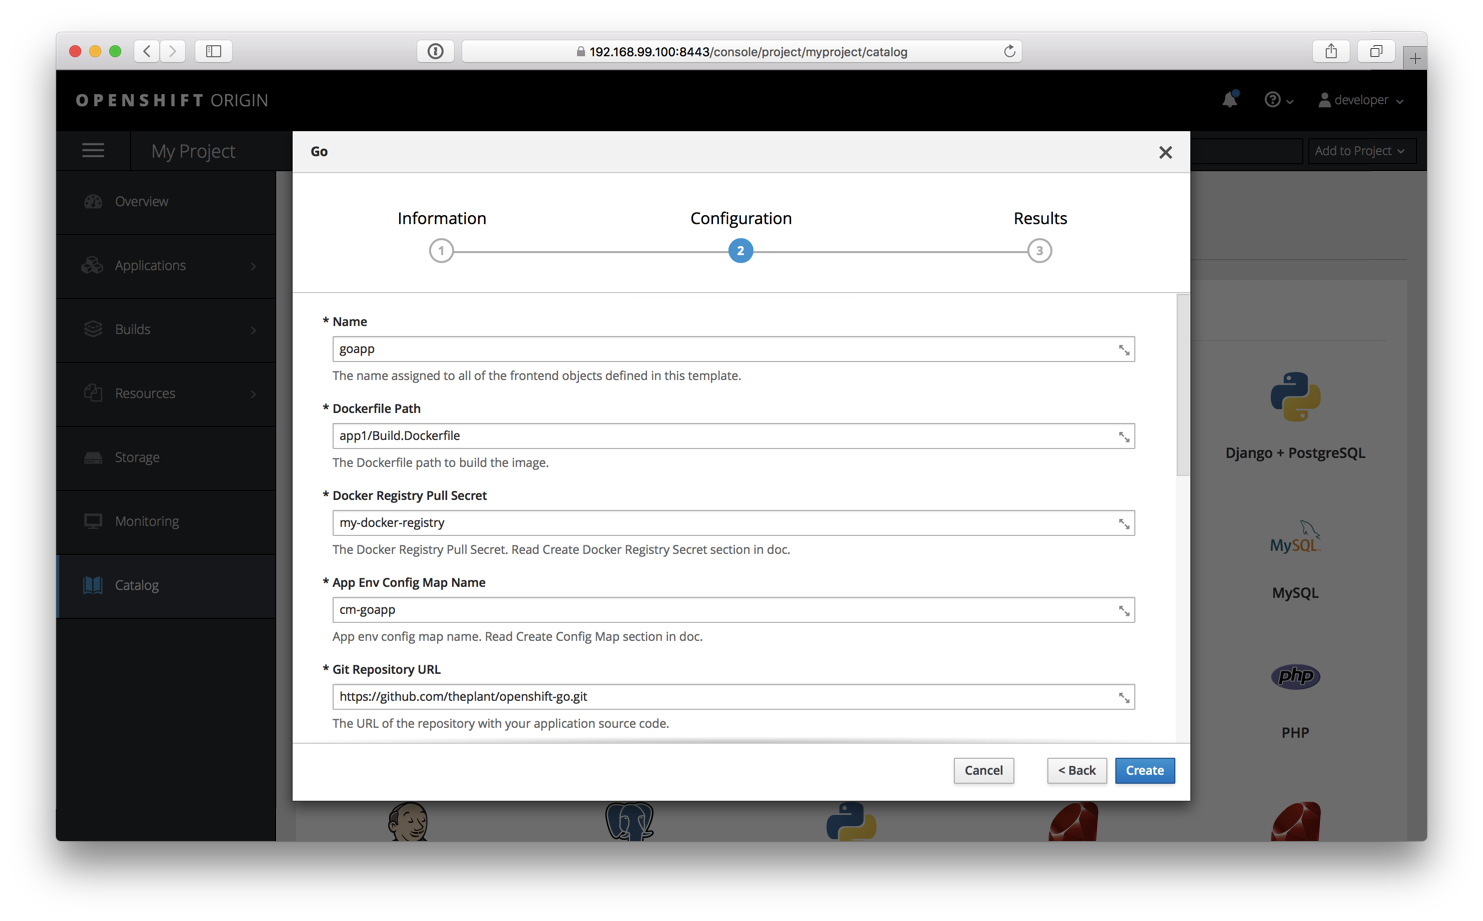 192.168.99.100:8443/console/project/myproject/catalog
OPENSHIFT ORIGIN
developer
My Project
Add to Project
Go
Overview
Applications
Builds
Resources
Storage
Monitoring
Catalog
Information
Configuration
Results
1
2
3
* Name
goapp
The name assigned to all of the frontend objects defined in this template.
* Dockerfile Path
app1/Build.Dockerfile
The Dockerfile path to build the image.
* Docker Registry Pull Secret
my-docker-registry
The Docker Registry Pull Secret. Read Create Docker Registry Secret section in doc.
* App Env Config Map Name
cm-goapp
App env config map name. Read Create Config Map section in doc.
* Git Repository URL
https://github.com/theplant/openshift-go.git
The URL of the repository with your application source code.
Cancel
< Back
Create
Django + PostgreSQL
MySQL
MySQL
php
PHP